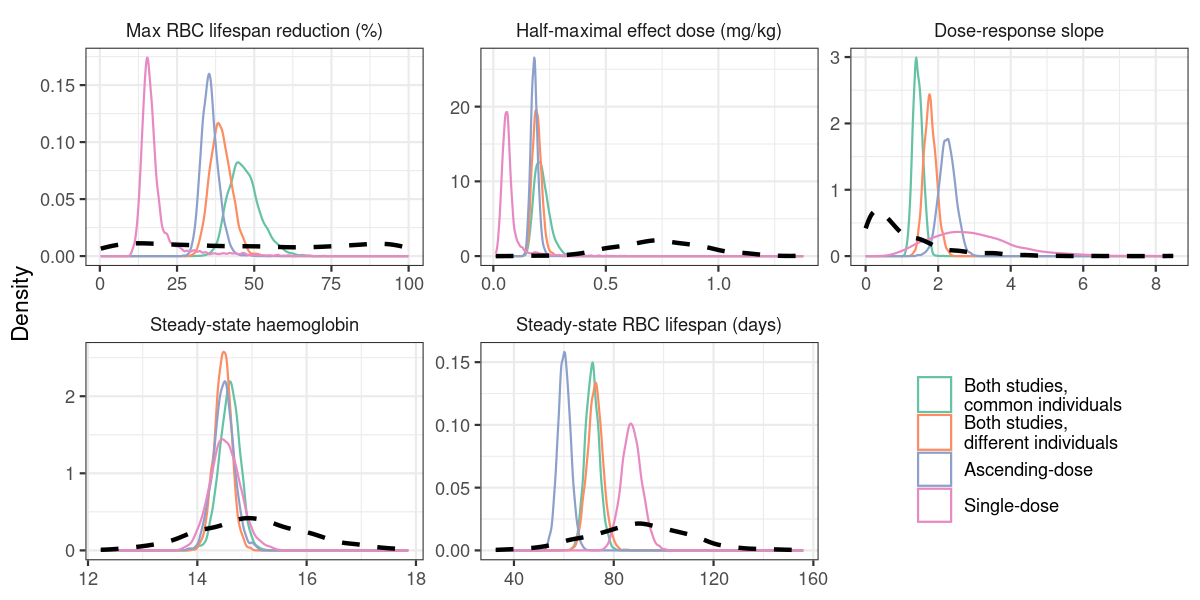 Max RBC lifespan reduction (%)
Half-maximal effect dose (mg/kg)
Dose-response slope
0.15
0.10
0.05
0.00
0 25 50 75 100
20
10
0
0.0 0.5 1.0
3
2
1
0
0 2 4 6 8
Density
Steady-state haemoglobin
Steady-state RBC lifespan (days)
2
1
0
12 14 16 18
0.15
0.10
0.05
0.00
40 80 120 160
Both studies,
common individuals
Both studies,
different individuals
Ascending-dose
Single-dose